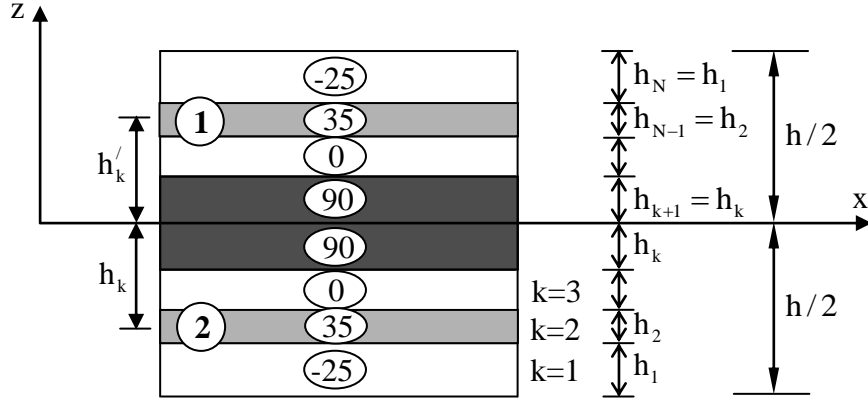 z
-25
h_N = h_1
1
35
h_{N-1} = h_2
h_k^/
0
h/2
90
h_{k+1} = h_k
x
90
h_k
h_k
0
k=3
h/2
2
35
k=2
h_2
-25
k=1
h_1